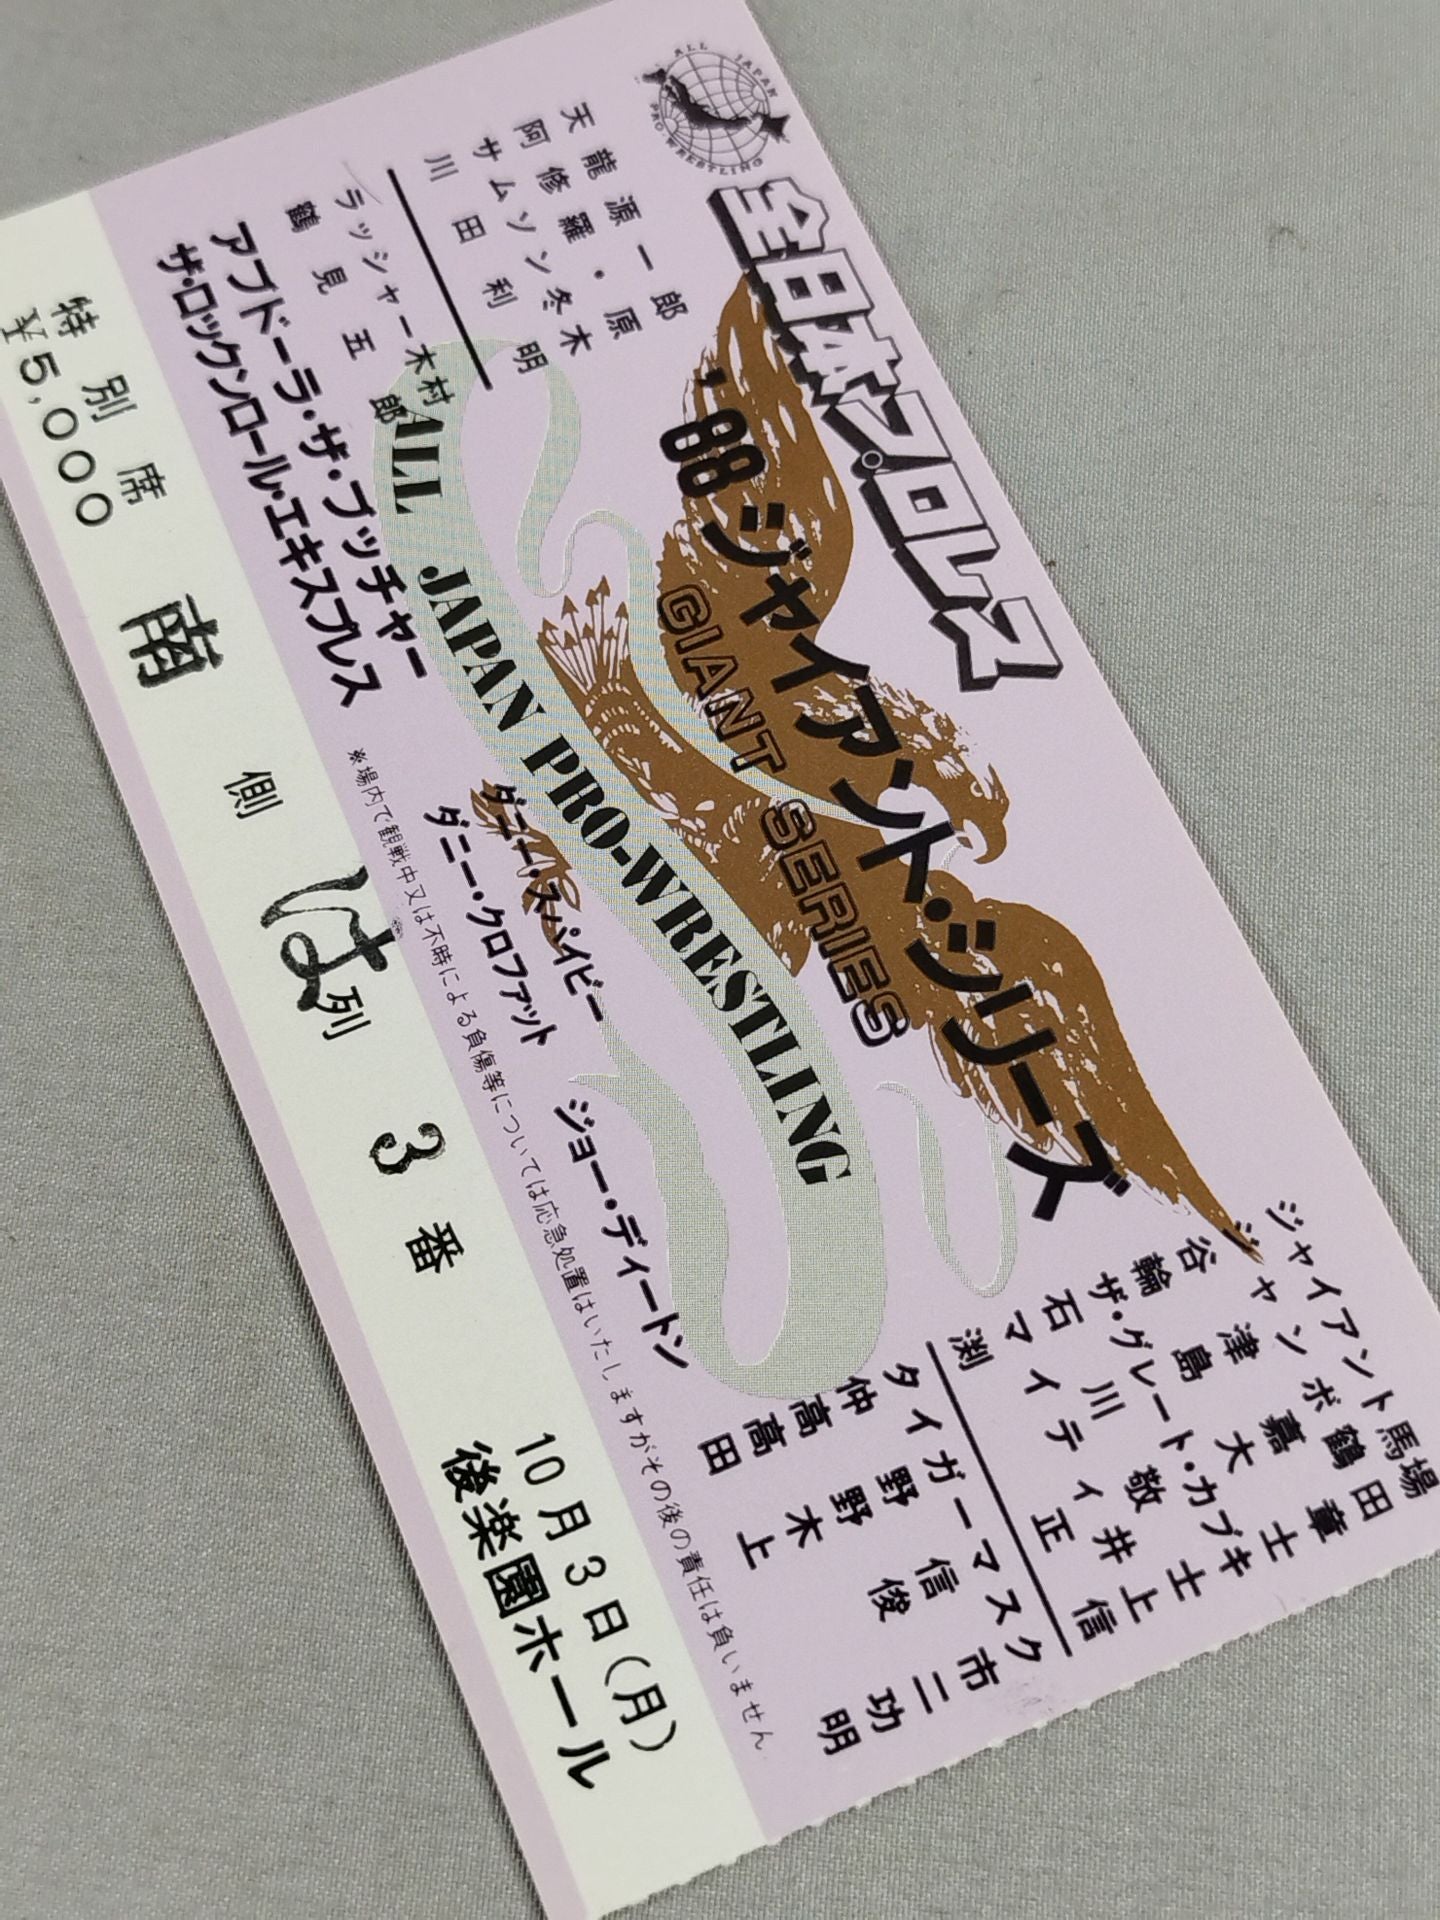 ALL JAPAN PRO-WRESTLING
全日本プロレス
'88ジャイアント・シリーズ
GIANT SERIES
ALL JAPAN PRO-WRESTLING
天龍源一郎
阿修羅・原
サムソン冬木
川田利明
ラッシャー木村
鶴見五郎
アブドーラ・ザ・ブッチャー
ザ・ロックンロール・エキスプレス
ダニー・スパイビー
ダニー・クロファット
ジョー・ディートン
ジャイアント馬場
ジャンボ鶴田
谷津嘉章
輪島大士
ザ・グレート・カブキ
石川敬士
マイティ井上
渕正信
タイガーマスク
仲野信市
高野俊二
高木功
田上明
※場内で観戦中又は不時による負傷等については応急処置はいたしますがその後の責任は負いません。
特別席
¥5,000
南側 は列 3番
10月3日(月)
後楽園ホール